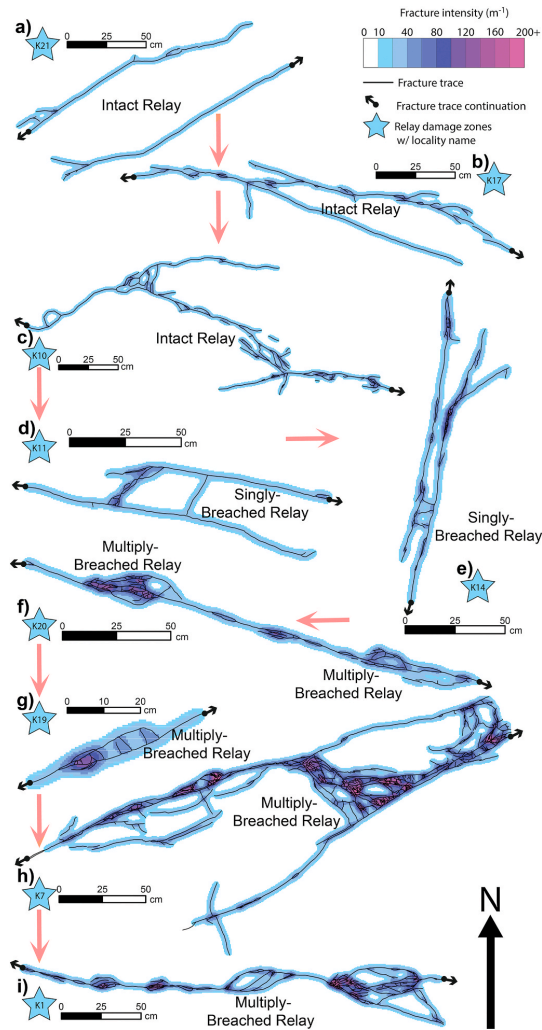 Fracture intensity (m⁻¹)
0 10 40 80 120 160 200+
Fracture trace
Fracture trace continuation
Relay damage zones
w/ locality name
a)
K21
0 25 50
cm
Intact Relay
b)
0 25 50
cm
K17
Intact Relay
Intact Relay
c)
K10
0 25 50
cm
d)
K11
0 25 50
cm
Singly-
Breached Relay
Singly-
Breached Relay
e)
K14
0 25 50
cm
Multiply-
Breached Relay
f)
K20
0 25 50
cm
Multiply-
Breached Relay
g)
K19
0 10 20
cm
Multiply-
Breached Relay
Multiply-
Breached Relay
h)
K7
0 25 50
cm
N
i)
K1
0 25 50
cm
Multiply-
Breached Relay